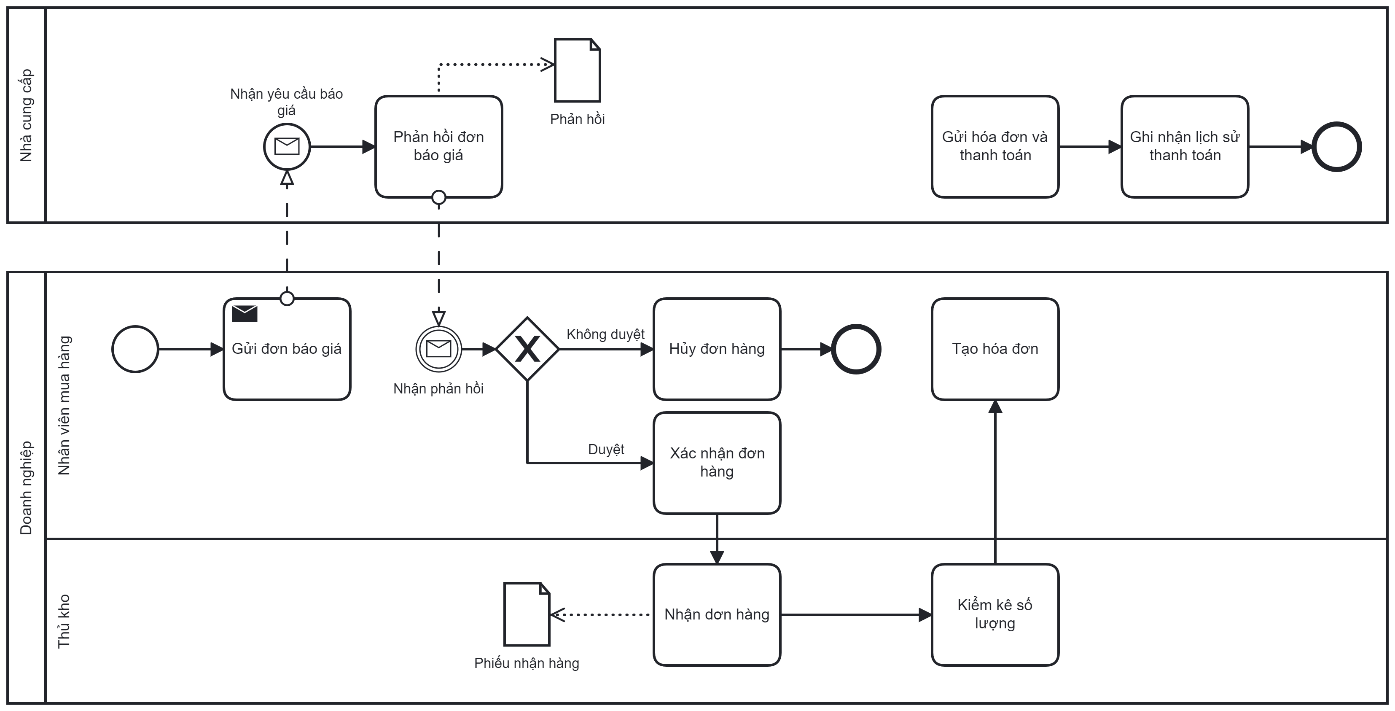 Nhà cung cấp
Nhận yêu cầu báo
giá
Phản hồi đơn
báo giá
Phản hồi
Gửi hóa đơn và
thanh toán
Ghi nhận lịch sử
thanh toán
Doanh nghiệp
Nhân viên mua hàng
Gửi đơn báo giá
Nhận phản hồi
X
Không duyệt
Hủy đơn hàng
Tạo hóa đơn
Duyệt
Xác nhận đơn
hàng
Thủ kho
Phiếu nhận hàng
Nhận dơn hàng
Kiểm kê số
lượng